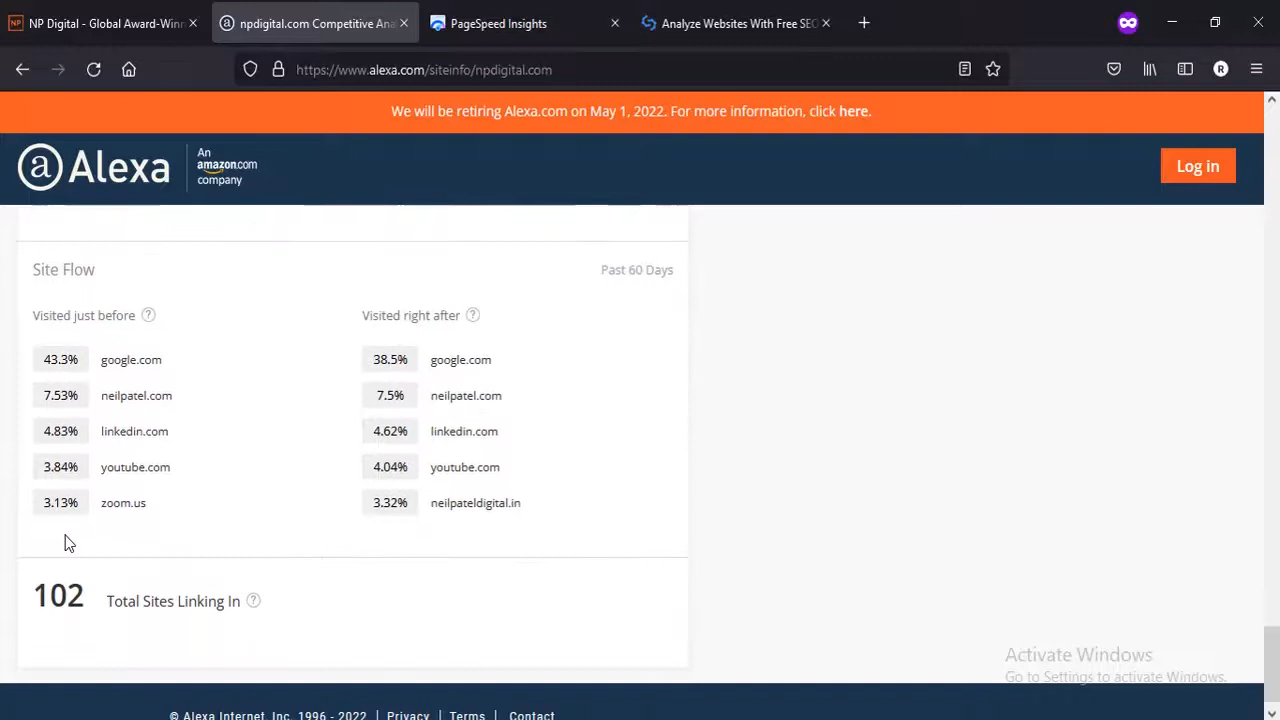 NP Digital - Global Award-Winn
npdigital.com Competitive Ana
PageSpeed Insights
Analyze Websites With Free SEO
https://www.alexa.com/siteinfo/npdigital.com
R
We will be retiring Alexa.com on May 1, 2022. For more information, click here.
a Alexa
An
amazon.com
company
Log in
Site Flow
Past 60 Days
Visited just before ?
Visited right after ?
43.3% google.com
38.5% google.com
7.53% neilpatel.com
7.5% neilpatel.com
4.83% linkedin.com
4.62% linkedin.com
3.84% youtube.com
4.04% youtube.com
3.13% zoom.us
3.32% neilpateldigital.in
102 Total Sites Linking In ?
Activate Windows
Go to Settings to activate Windows.
© Alexa Internet, Inc. 1996 - 2022 | Privacy | Terms | Contact